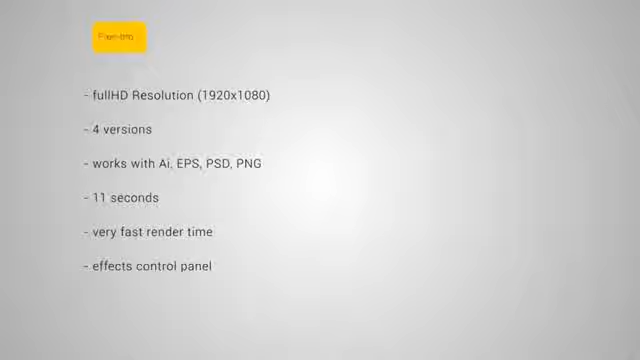 - fullHD Resolution (1920x1080)
- 4 versions
- works with Ai, EPS, PSD, PNG
- 11 seconds
- very fast render time
- effects control panel